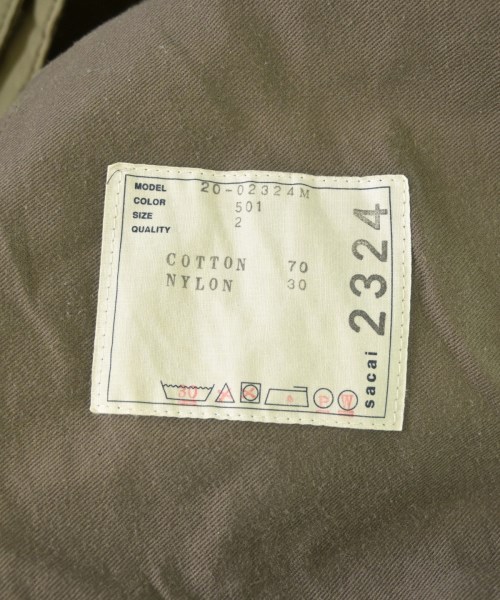 MODEL 20-02324M
COLOR 501
SIZE 2
QUALITY
COTTON 70
NYLON 30
30
P W
sacai 2324